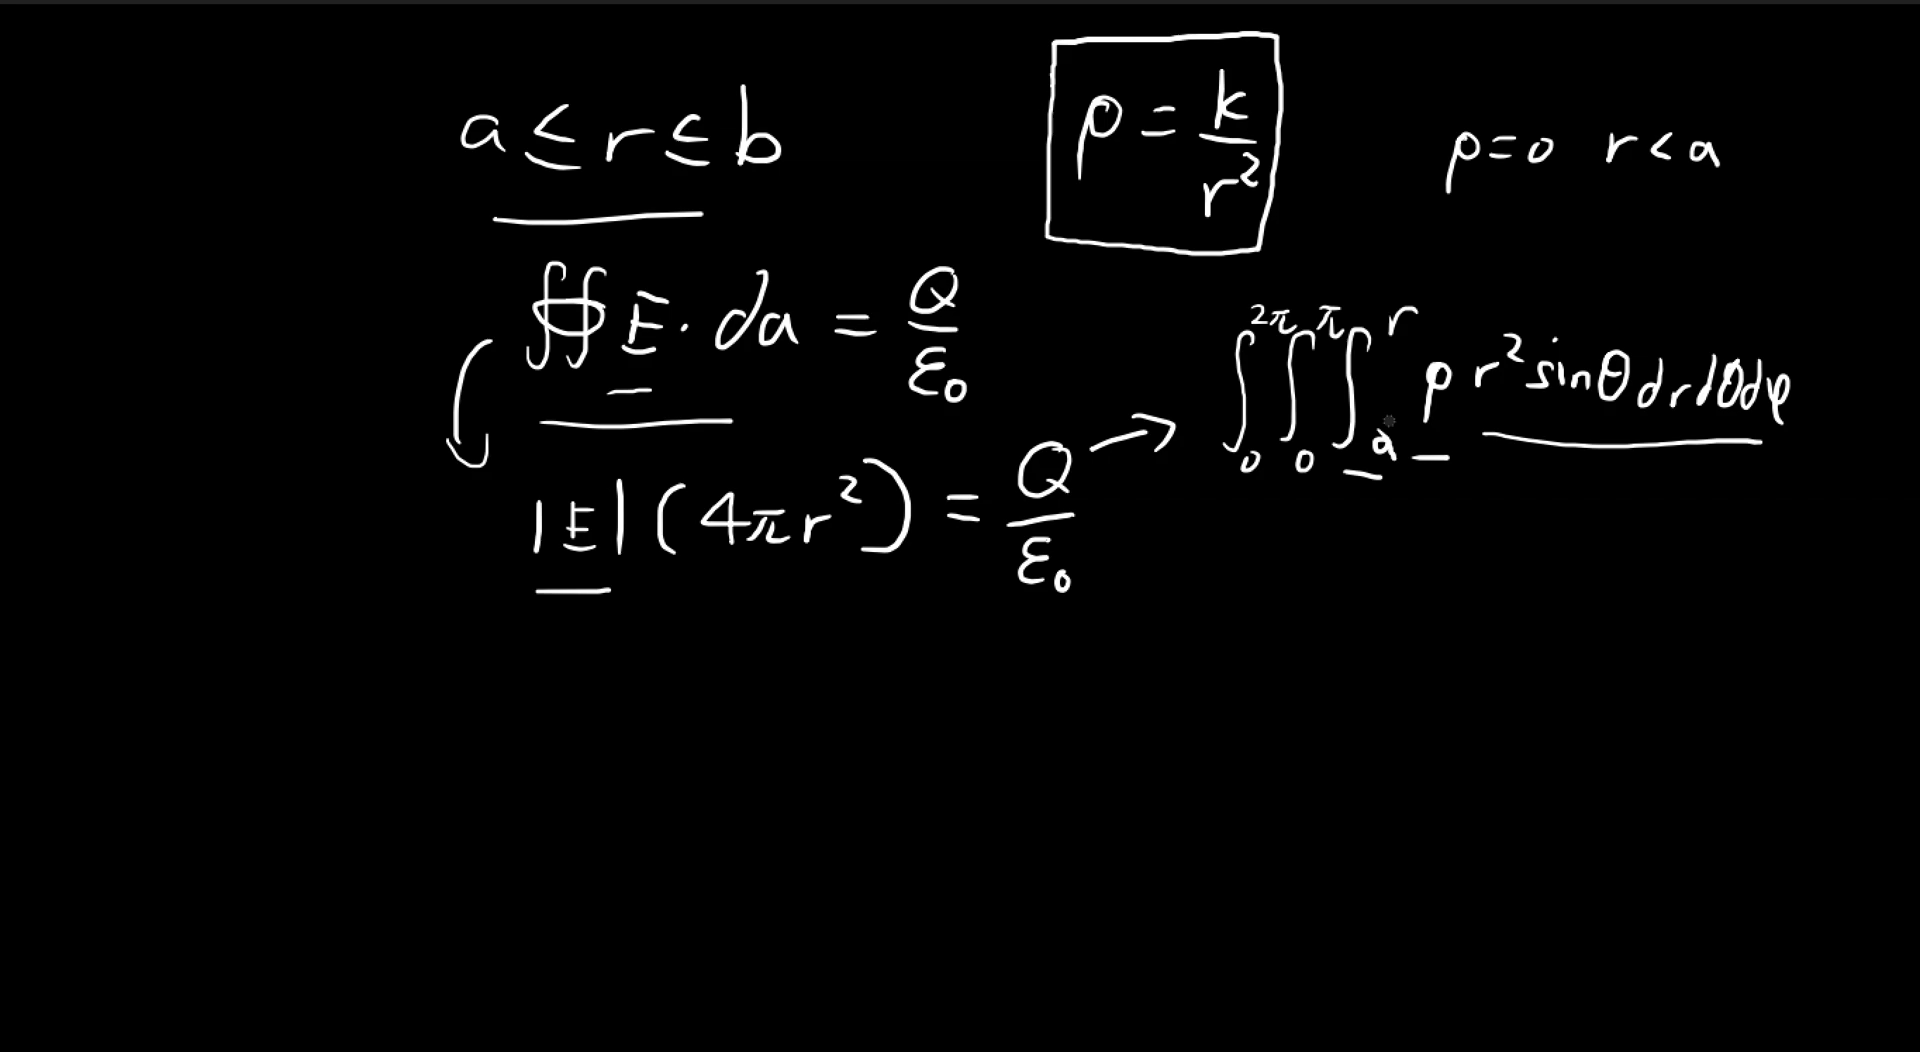 a ≤ r ≤ b
ρ = k/r²
ρ = 0 r < a
∯ E · da = Q/ε₀
|E| (4πr²) = Q/ε₀ → ∫₀^2π ∫₀^π ∫ₐ^r ρ r² sinθ dr dθ dφ